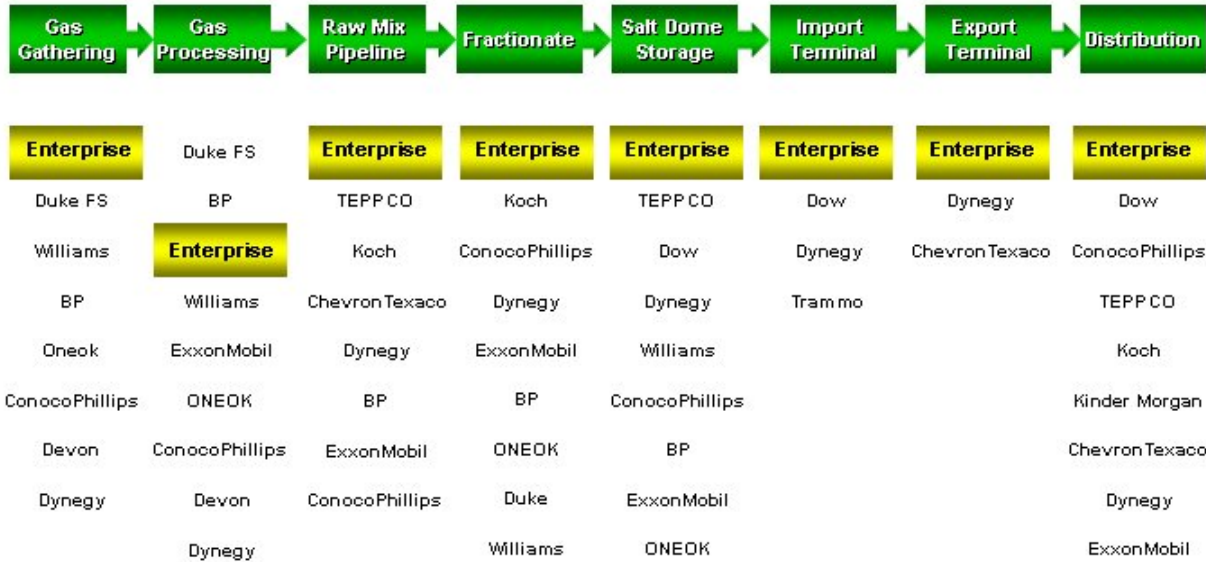 Gas Gathering
Gas Processing
Raw Mix Pipeline
Fractionate
Salt Dome Storage
Import Terminal
Export Terminal
Distribution
Enterprise Duke FS Enterprise Enterprise Enterprise Enterprise Enterprise Enterprise
Duke FS BP TEPPCO Koch TEPPCO Dow Dynegy Dow
Williams Enterprise Koch ConocoPhillips Dow Dynegy ChevronTexaco ConocoPhillips
BP Williams ChevronTexaco Dynegy Dynegy Trammo TEPPCO
Oneok ExxonMobil Dynegy ExxonMobil Williams Koch
ConocoPhillips ONEOK BP BP ConocoPhillips Kinder Morgan
Devon ConocoPhillips ExxonMobil ONEOK BP ChevronTexaco
Dynegy Devon ConocoPhillips Duke ExxonMobil Dynegy
Dynegy Williams ONEOK ExxonMobil